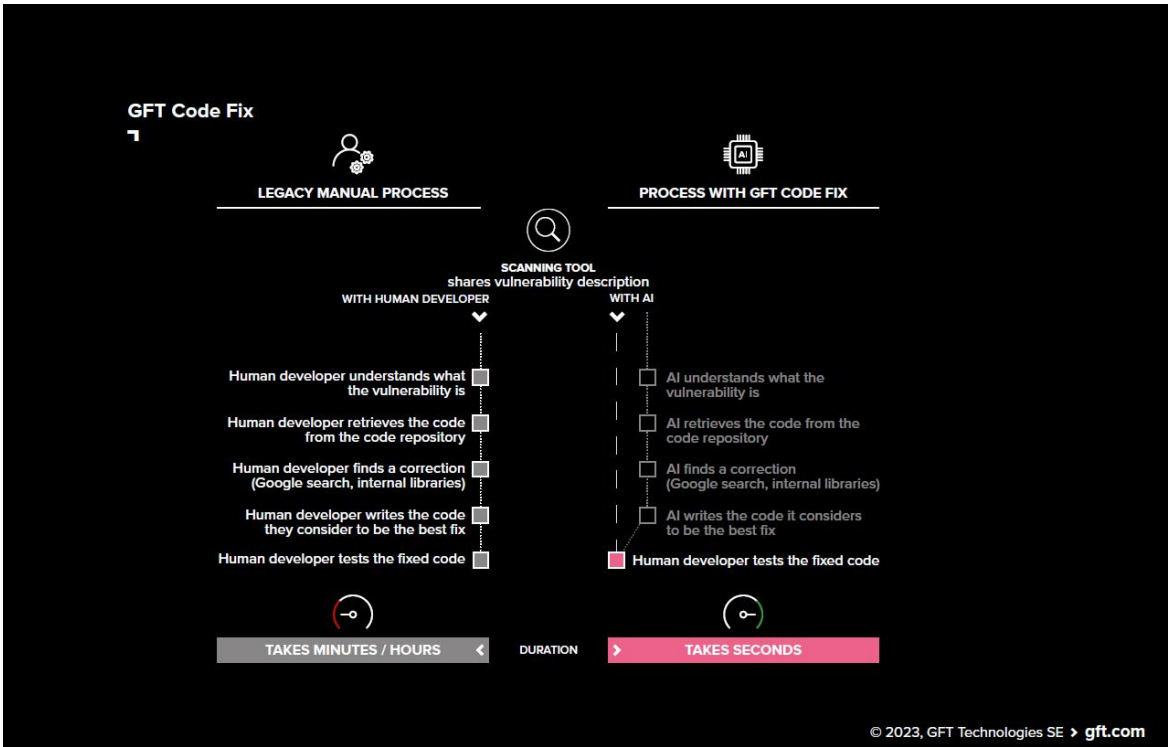 GFT Code Fix
AI
LEGACY MANUAL PROCESS
PROCESS WITH GFT CODE FIX
SCANNING TOOL
shares vulnerability description
WITH HUMAN DEVELOPER
WITH AI
Human developer understands what
the vulnerability is
AI understands what the
vulnerability is
Human developer retrieves the code
from the code repository
AI retrieves the code from the
code repository
Human developer finds a correction
(Google search, internal libraries)
AI finds a correction
(Google search, internal libraries)
Human developer writes the code
they consider to be the best fix
AI writes the code it considers
to be the best fix
Human developer tests the fixed code
Human developer tests the fixed code
TAKES MINUTES / HOURS
DURATION
TAKES SECONDS
© 2023, GFT Technologies SE > gft.com